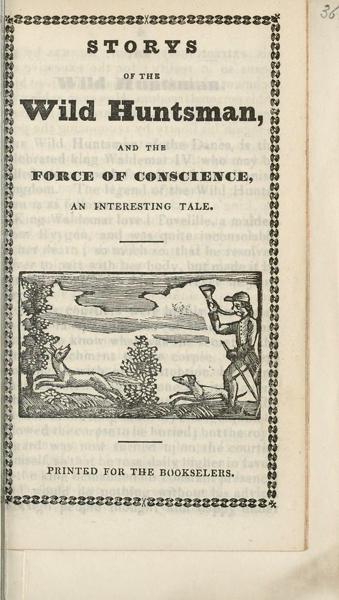 36
STORYS
OF THE
Wild Huntsman,
AND THE
FORCE OF CONSCIENCE,
AN INTERESTING TALE.
PRINTED FOR THE BOOKSELERS.